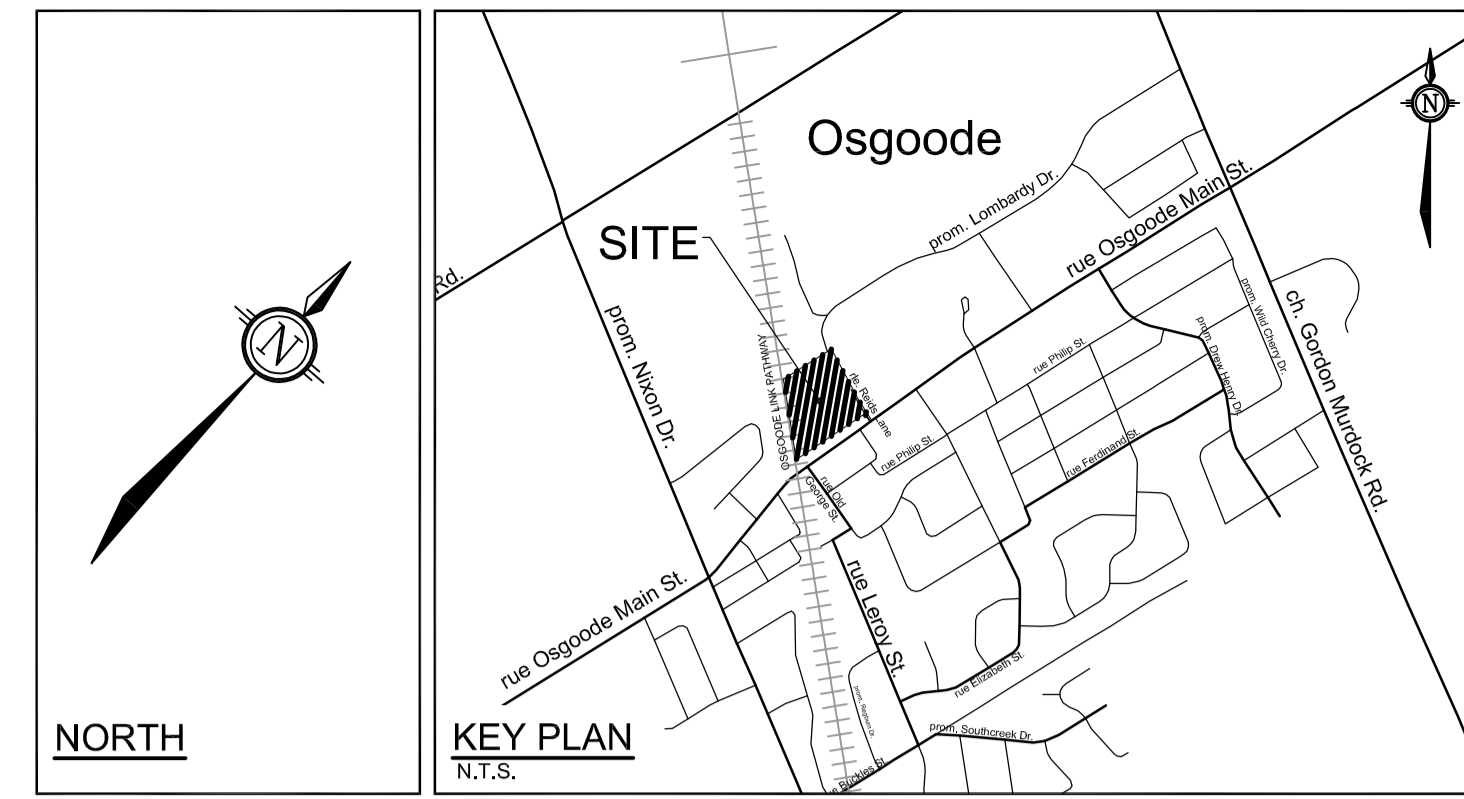 N
NORTH
N
Osgoode
SITE
Rd.
prom. Lombardy Dr.
rue Osgoode Main St.
prom. Nixon Dr.
OSGOODE LINK PATHWAY
rle. Reids Lane
rue Philip St.
prom. Wild Cherry Dr.
ch. Gordon Murdock Rd.
prom. Drew Henry Dr.
rue Philip St.
rue Ferdinand St.
rue Old
George St.
rue Osgoode Main St.
rue Leroy St.
rue Elizabeth St.
prom. Southcreek Dr.
Buckles St.
KEY PLAN
N.T.S.